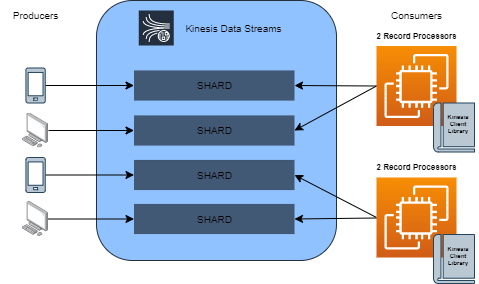 Producers
Kinesis Data Streams
Consumers
2 Record Processors
SHARD
SHARD
Kinesis
Client
Library
2 Record Processors
SHARD
SHARD
Kinesis
Client
Library